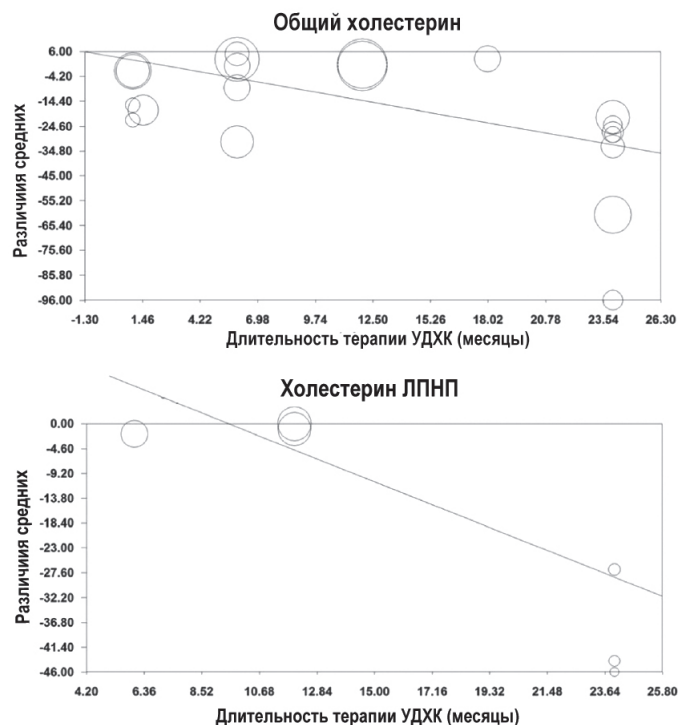 Общий холестерин
Различиия средних
6.00
-4.20
-14.40
-24.60
-34.80
-45.00
-55.20
-65.40
-75.60
-85.80
-96.00
-1.30 1.46 4.22 6.98 9.74 12.50 15.26 18.02 20.78 23.54 26.30
Длительность терапии УДХК (месяцы)
Холестерин ЛПНП
Различиия средних
0.00
-4.60
-9.20
-13.80
-18.40
-23.00
-27.60
-32.20
-36.80
-41.40
-46.00
4.20 6.36 8.52 10.68 12.84 15.00 17.16 19.32 21.48 23.64 25.80
Длительность терапии УДХК (месяцы)